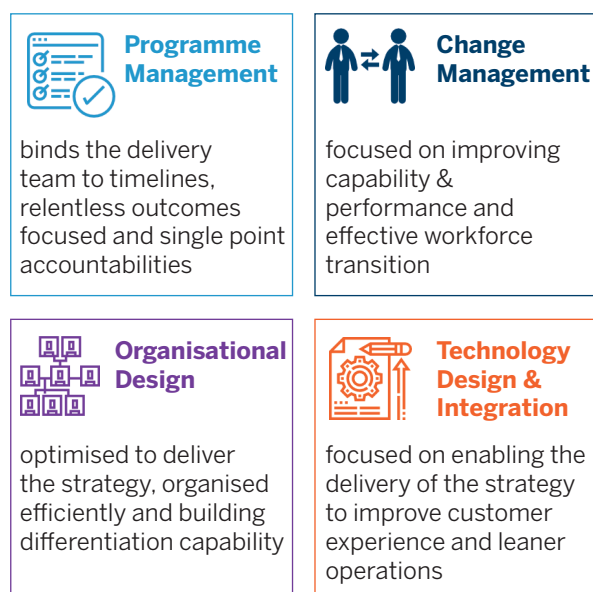 Programme
Management
binds the delivery
team to timelines,
relentless outcomes
focused and single point
accountabilities
Change
Management
focused on improving
capability &
performance and
effective workforce
transition
Organisational
Design
optimised to deliver
the strategy, organised
efficiently and building
differentiation capability
Technology
Design &
Integration
focused on enabling the
delivery of the strategy
to improve customer
experience and leaner
operations